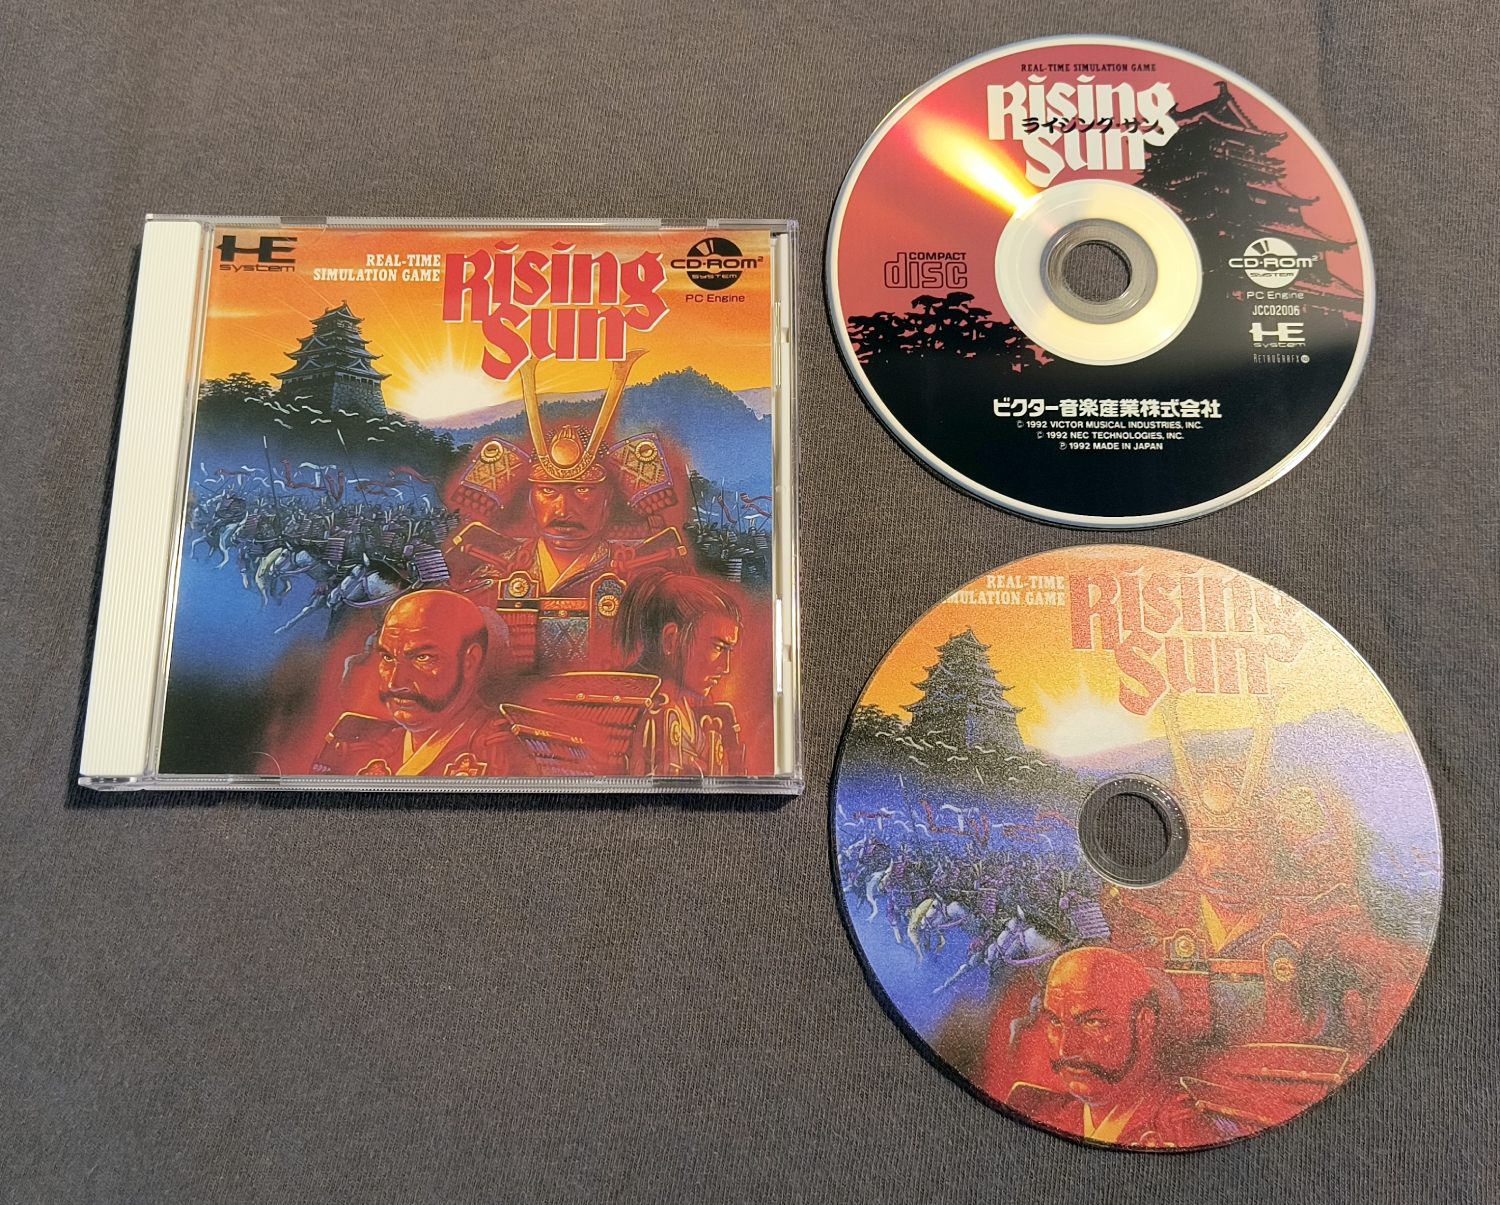 HE
system
REAL-TIME
SIMULATION GAME
Rising
Sun
CD-ROM²
SYSTEM
PC Engine
REAL-TIME SIMULATION GAME
Rising
ライジング・サン
Sun
COMPACT
disc
CD-ROM²
SYSTEM
PC Engine
JCCD2006
HE
system
RETROGRAFX
ビクター音楽産業株式会社
© 1992 VICTOR MUSICAL INDUSTRIES, INC.
© 1992 NEC TECHNOLOGIES, INC.
℗ 1992 MADE IN JAPAN
REAL-TIME
MULATION GAME
Rising
Sun